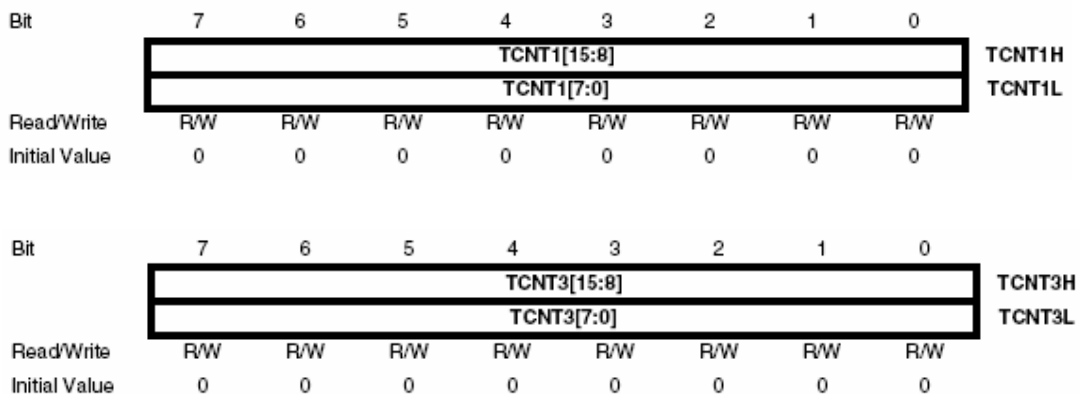 Bit 7 6 5 4 3 2 1 0
TCNT1[15:8] TCNT1H
TCNT1[7:0] TCNT1L
Read/Write R/W R/W R/W R/W R/W R/W R/W R/W
Initial Value 0 0 0 0 0 0 0 0
Bit 7 6 5 4 3 2 1 0
TCNT3[15:8] TCNT3H
TCNT3[7:0] TCNT3L
Read/Write R/W R/W R/W R/W R/W R/W R/W R/W
Initial Value 0 0 0 0 0 0 0 0